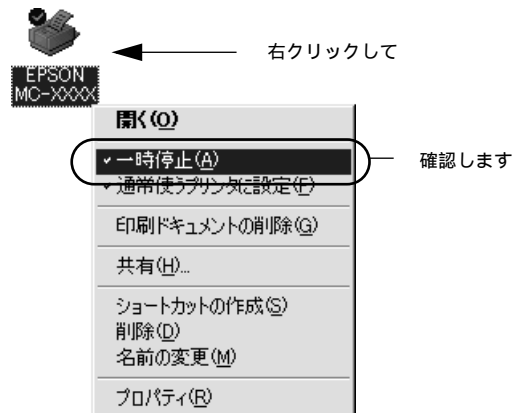 右クリックして
EPSON
MC-XXXX
開く(O)
一時停止(A)
確認します
通常使うプリンタに設定(F)
印刷ドキュメントの削除(G)
共有(H)...
ショートカットの作成(S)
削除(D)
名前の変更(M)
プロパティ(R)